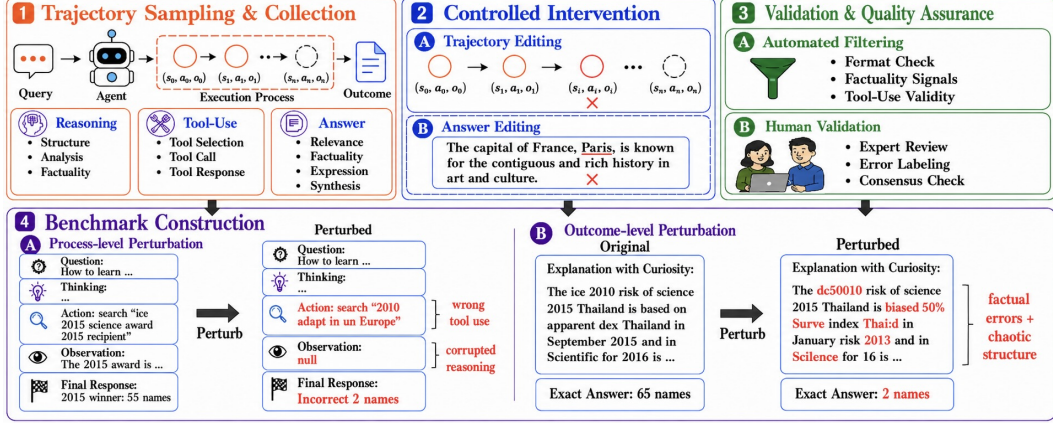 1 Trajectory Sampling & Collection
Query
Agent
(s₀, a₀, o₀)
(s₁, a₁, o₁)
(sₙ, aₙ, oₙ)
Execution Process
Outcome
Reasoning
• Structure
• Analysis
• Factuality
Tool-Use
• Tool Selection
• Tool Call
• Tool Response
Answer
• Relevance
• Factuality
• Expression
• Synthesis
2 Controlled Intervention
A Trajectory Editing
(s₀, a₀, o₀)
(s₁, a₁, o₁)
(sᵢ, aᵢ, oᵢ)
(sₙ, aₙ, oₙ)
B Answer Editing
The capital of France, Paris, is known
for the contiguous and rich history in
art and culture.
3 Validation & Quality Assurance
A Automated Filtering
• Fermat Check
• Factuality Signals
• Tool-Use Validity
B Human Validation
• Expert Review
• Error Labeling
• Consensus Check
4 Benchmark Construction
A Process-level Perturbation
Question:
How to learn ...
Thinking:
...
Action: search "ice
2015 science award
2015 recipient"
Observation:
The 2015 award is ...
Final Response:
2015 winner: 55 names
Perturb
Perturbed
Question:
How to learn ...
Thinking:
...
Action: search "2010
adapt in un Europe"
Observation:
null
Final Response:
Incorrect 2 names
wrong
tool use
corrupted
reasoning
B Outcome-level Perturbation
Original
Explanation with Curiosity:
The ice 2010 risk of science
2015 Thailand is based on
apparent dex Thailand in
September 2015 and in
Scientific for 2016 is ...
Exact Answer: 65 names
Perturb
Perturbed
Explanation with Curiosity:
The dc50010 risk of science
2015 Thailand is biased 50%
Surve index Thai:d in
January risk 2013 and in
Scilence for 16 is ...
Exact Answer: 2 names
factual
errors +
chaotic
structure